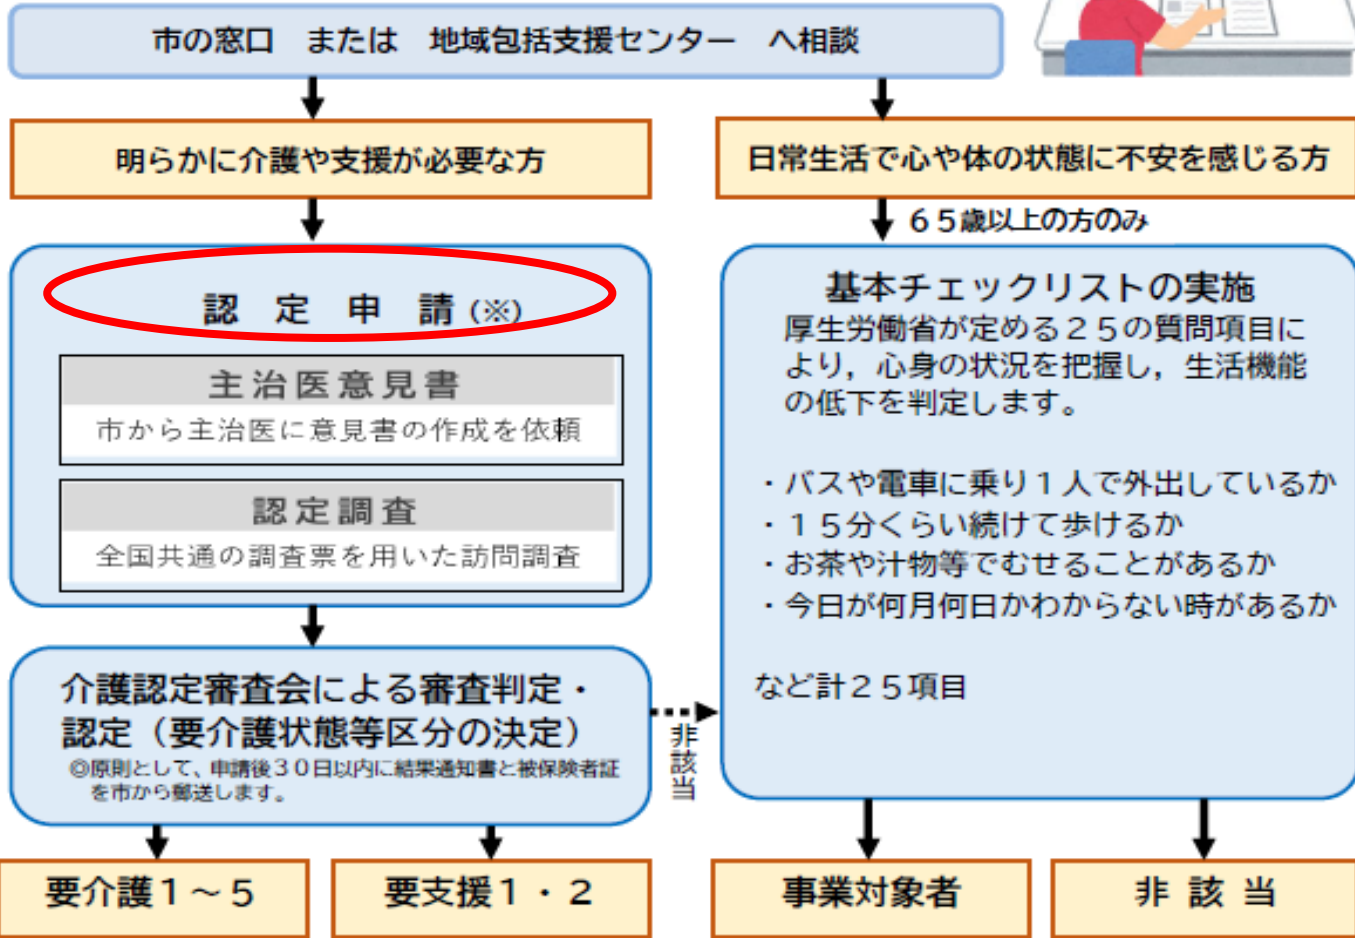 市の窓口　または　地域包括支援センター　へ相談
明らかに介護や支援が必要な方
認　定　申　請（※）
主治医意見書
市から主治医に意見書の作成を依頼
認定調査
全国共通の調査票を用いた訪問調査
介護認定審査会による審査判定・
認定（要介護状態等区分の決定）
◎原則として、申請後３０日以内に結果通知書と被保険者証
を市から郵送します。
非該当
要介護１～５
要支援１・２
日常生活で心や体の状態に不安を感じる方
６５歳以上の方のみ
基本チェックリストの実施
厚生労働省が定める２５の質問項目に
より，心身の状況を把握し，生活機能
の低下を判定します。
・バスや電車に乗り１人で外出しているか
・１５分くらい続けて歩けるか
・お茶や汁物等でむせることがあるか
・今日が何月何日かわからない時があるか
など計２５項目
事業対象者
非 該 当